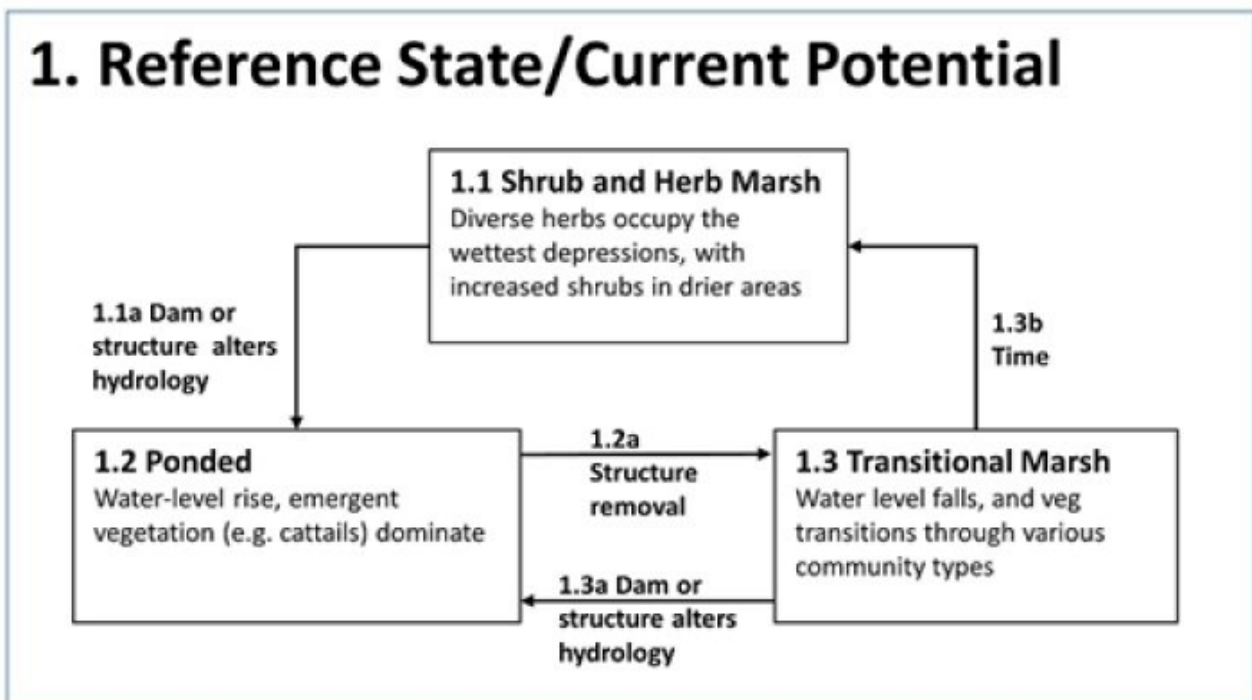 1. Reference State/Current Potential
1.1 Shrub and Herb Marsh
Diverse herbs occupy the
wettest depressions, with
increased shrubs in drier areas
1.1a Dam or
structure alters
hydrology
1.3b
Time
1.2 Ponded
Water-level rise, emergent
vegetation (e.g. cattails) dominate
1.2a
Structure
removal
1.3 Transitional Marsh
Water level falls, and veg
transitions through various
community types
1.3a Dam or
structure alters
hydrology